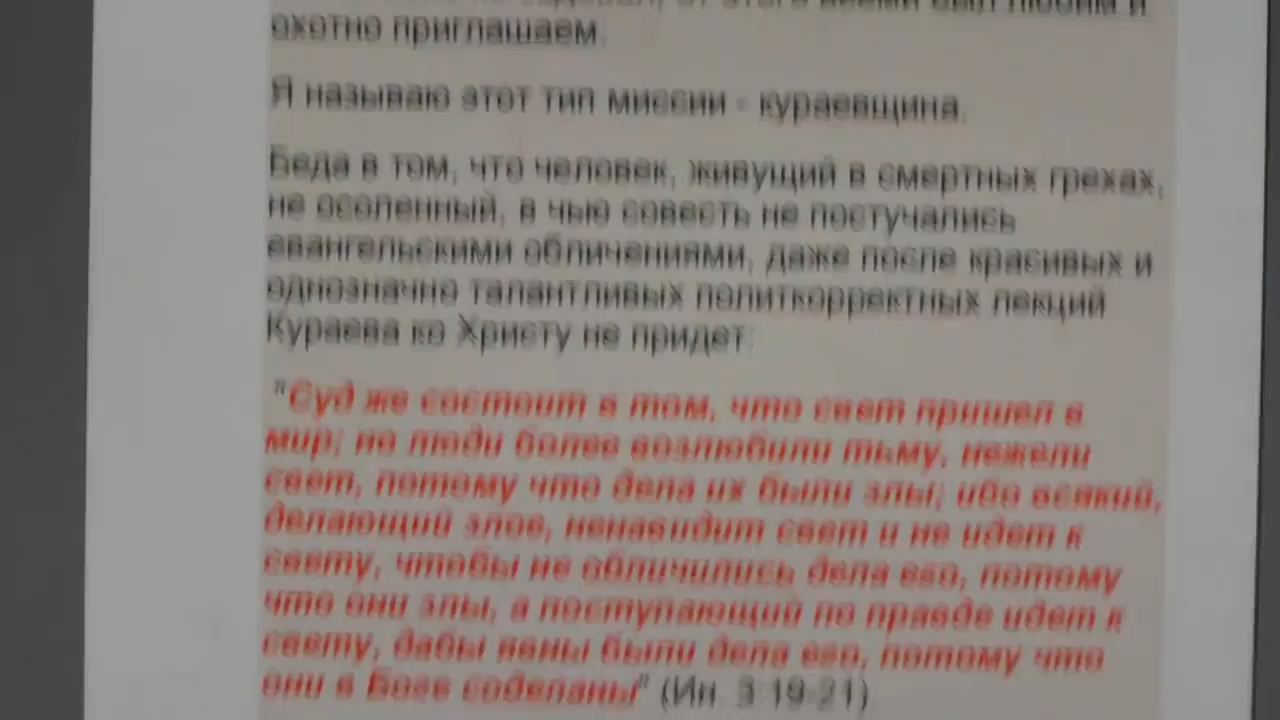 охотно приглашаем.
Я называю этот тип миссии - кураевщина.
Беда в том, что человек, живущий в смертных грехах,
не осоленный, в чью совесть не постучались
евангельскими обличениями, даже после красивых и
однозначно талантливых политкорректных лекций
Кураева ко Христу не придет:
"Суд же состоит в том, что свет пришел в
мир; но люди более возлюбили тьму, нежели
свет, потому что дела их были злы; ибо всякий,
делающий злое, ненавидит свет и не идет к
свету, чтобы не обличились дела его, потому
что они злы, а поступающий по правде идет к
свету, дабы явны были дела его, потому что
они в Боге соделаны" (Ин. 3:19-21)